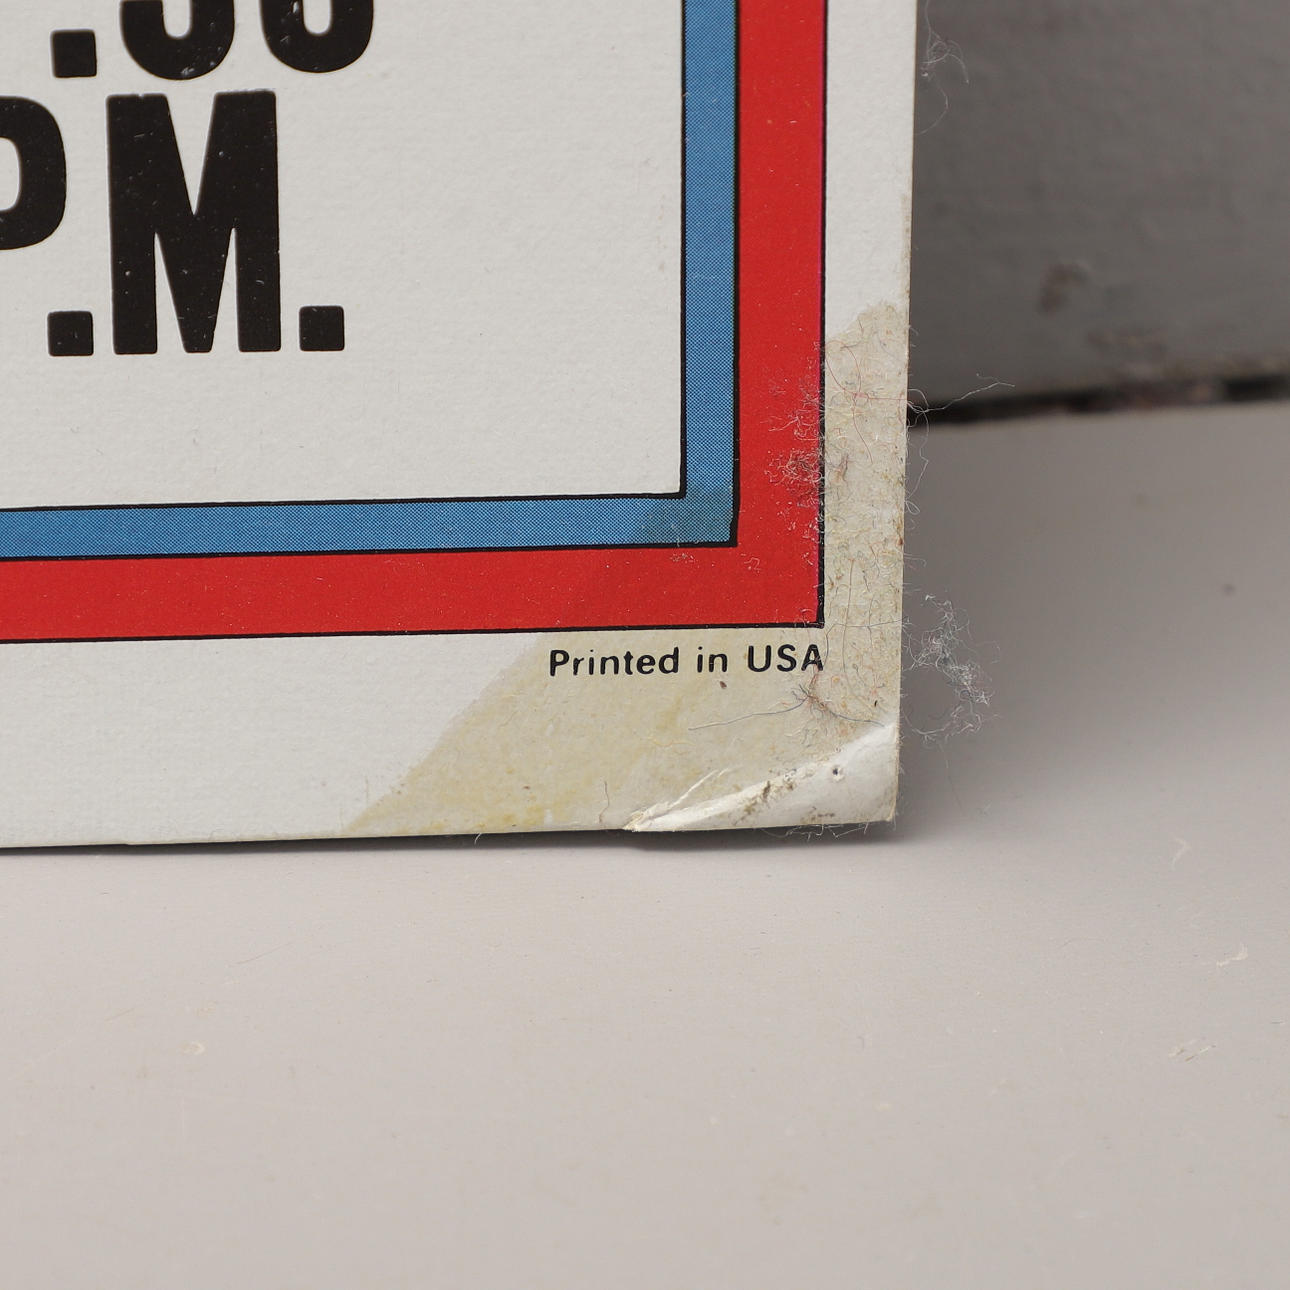 P.M.
.M.
Printed in USA